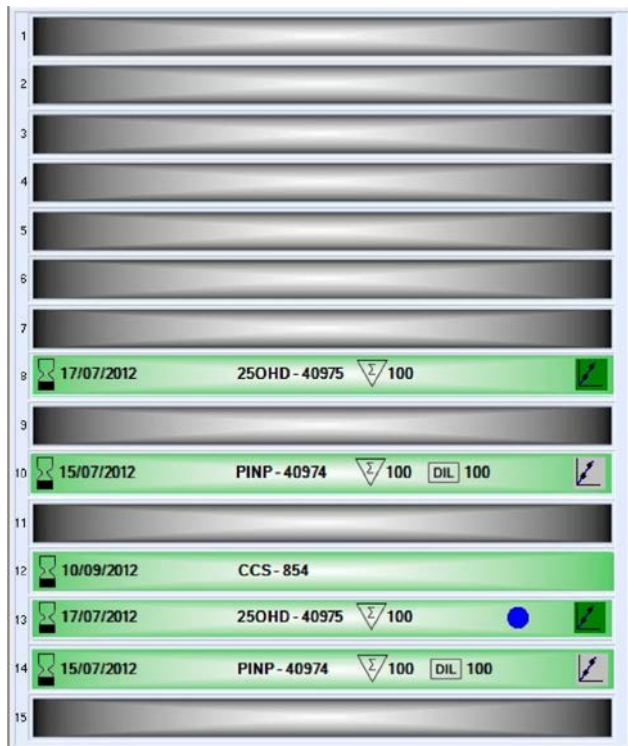 1
2
3
4
5
6
7
8 17/07/2012 25OHD - 40975 Σ 100
9
10 15/07/2012 PINP - 40974 Σ 100 DIL 100
11
12 10/09/2012 CCS - 854
13 17/07/2012 25OHD - 40975 Σ 100
14 15/07/2012 PINP - 40974 Σ 100 DIL 100
15